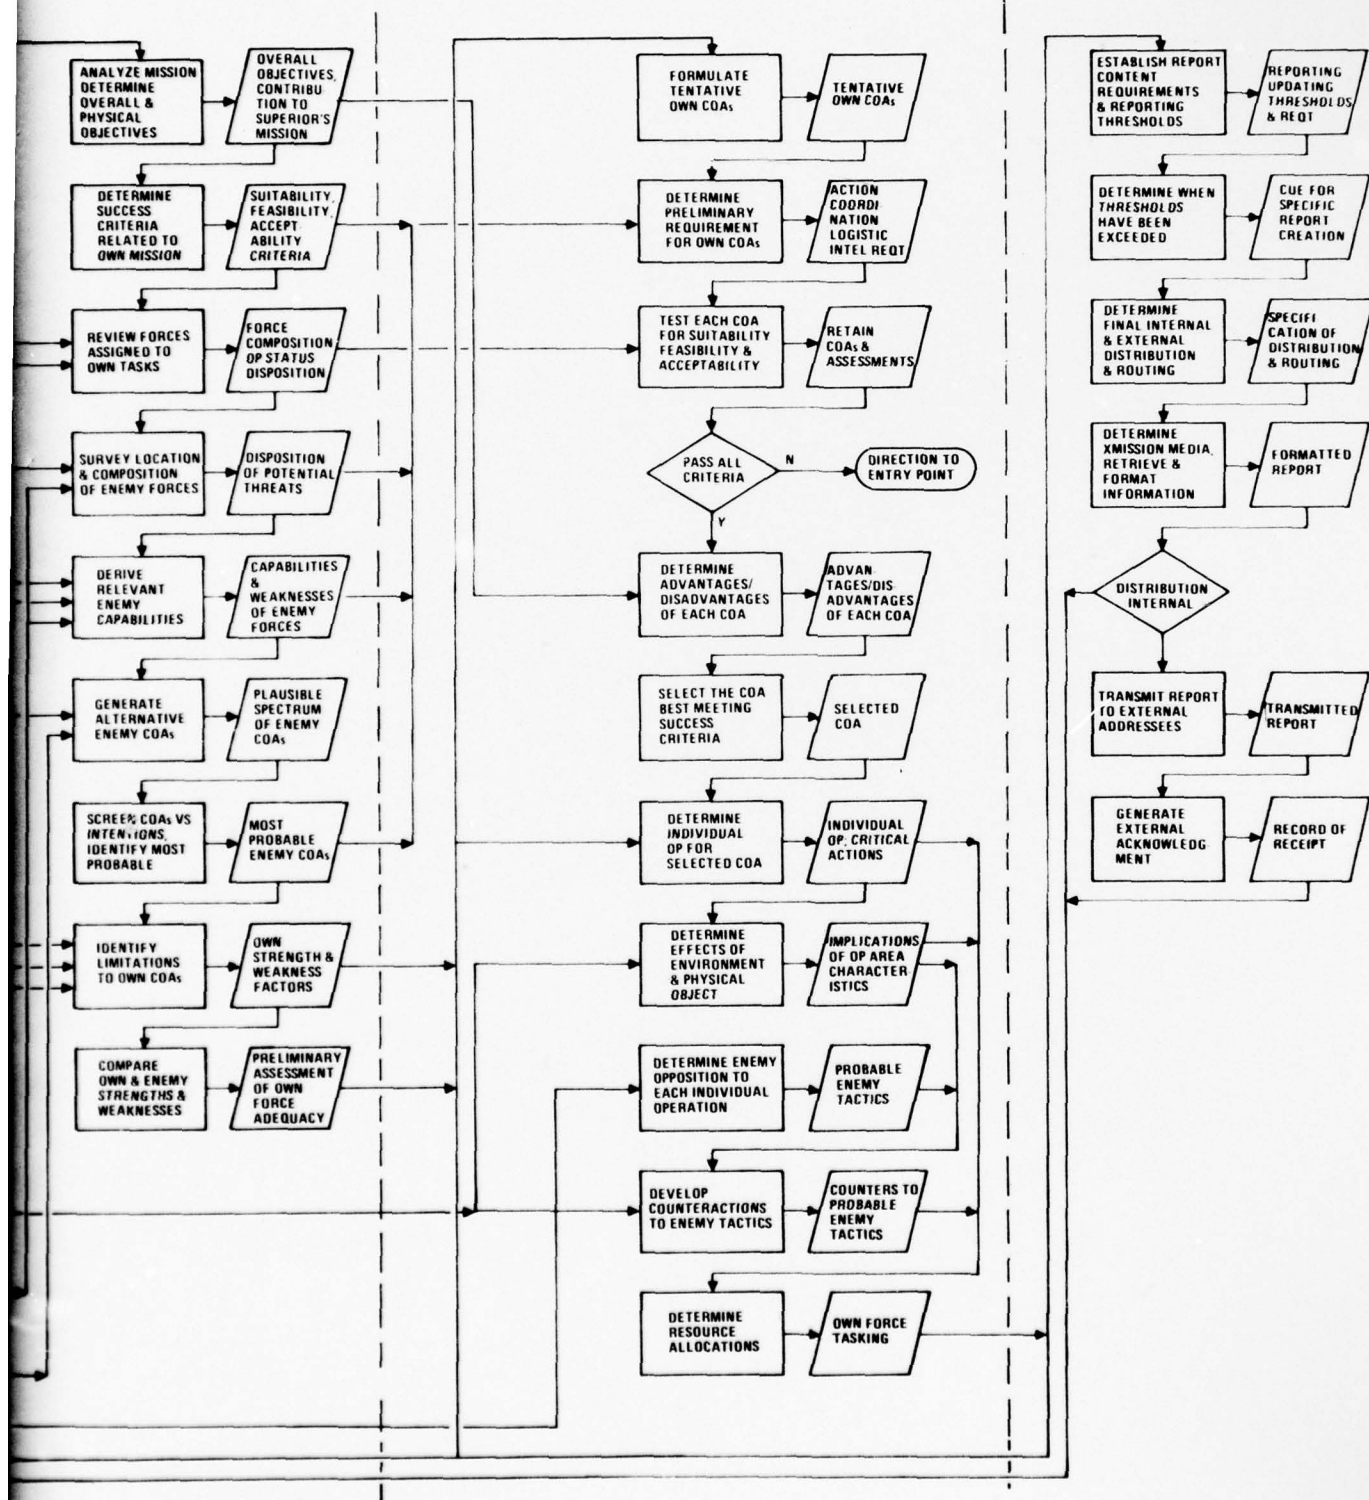 ANALYZE MISSION
DETERMINE
OVERALL &
PHYSICAL
OBJECTIVES
OVERALL
OBJECTIVES,
CONTRIBU
TION TO
SUPERIOR'S
MISSION
DETERMINE
SUCCESS
CRITERIA
RELATED TO
OWN MISSION
SUITABILITY,
FEASIBILITY,
ACCEPT
ABILITY
CRITERIA
REVIEW FORCES
ASSIGNED TO
OWN TASKS
FORCE
COMPOSITION
OP STATUS
DISPOSITION
SURVEY LOCATION
& COMPOSITION
OF ENEMY FORCES
DISPOSITION
OF POTENTIAL
THREATS
DERIVE
RELEVANT
ENEMY
CAPABILITIES
CAPABILITIES
&
WEAKNESSES
OF ENEMY
FORCES
GENERATE
ALTERNATIVE
ENEMY COAs
PLAUSIBLE
SPECTRUM
OF ENEMY
COAs
SCREEN COAs VS
INTENTIONS,
IDENTIFY MOST
PROBABLE
MOST
PROBABLE
ENEMY COAs
IDENTIFY
LIMITATIONS
TO OWN COAs
OWN
STRENGTH &
WEAKNESS
FACTORS
COMPARE
OWN & ENEMY
STRENGTHS &
WEAKNESSES
PRELIMINARY
ASSESSMENT
OF OWN
FORCE
ADEQUACY
FORMULATE
TENTATIVE
OWN COAs
TENTATIVE
OWN COAs
DETERMINE
PRELIMINARY
REQUIREMENT
FOR OWN COAs
ACTION
COORDI
NATION
LOGISTIC
INTEL REQT
TEST EACH COA
FOR SUITABILITY
FEASIBILITY &
ACCEPTABILITY
RETAIN
COAs &
ASSESSMENTS
PASS ALL
CRITERIA
N
DIRECTION TO
ENTRY POINT
Y
DETERMINE
ADVANTAGES/
DISADVANTAGES
OF EACH COA
ADVAN
TAGES/DIS
ADVANTAGES
OF EACH COA
SELECT THE COA
BEST MEETING
SUCCESS
CRITERIA
SELECTED
COA
DETERMINE
INDIVIDUAL
OP FOR
SELECTED COA
INDIVIDUAL
OP, CRITICAL
ACTIONS
DETERMINE
EFFECTS OF
ENVIRONMENT
& PHYSICAL
OBJECT
IMPLICATIONS
OF OP AREA
CHARACTER
ISTICS
DETERMINE ENEMY
OPPOSITION TO
EACH INDIVIDUAL
OPERATION
PROBABLE
ENEMY
TACTICS
DEVELOP
COUNTERACTIONS
TO ENEMY TACTICS
COUNTERS TO
PROBABLE
ENEMY
TACTICS
DETERMINE
RESOURCE
ALLOCATIONS
OWN FORCE
TASKING
ESTABLISH REPORT
CONTENT
REQUIREMENTS
& REPORTING
THRESHOLDS
REPORTING
UPDATING
THRESHOLDS
& REQT
DETERMINE WHEN
THRESHOLDS
HAVE BEEN
EXCEEDED
CUE FOR
SPECIFIC
REPORT
CREATION
DETERMINE
FINAL INTERNAL
& EXTERNAL
DISTRIBUTION
& ROUTING
SPECIFI
CATION OF
DISTRIBUTION
& ROUTING
DETERMINE
XMISSION MEDIA,
RETRIEVE &
FORMAT
INFORMATION
FORMATTED
REPORT
DISTRIBUTION
INTERNAL
TRANSMIT REPORT
TO EXTERNAL
ADDRESSEES
TRANSMITTED
REPORT
GENERATE
EXTERNAL
ACKNOWLEDG
MENT
RECORD OF
RECEIPT